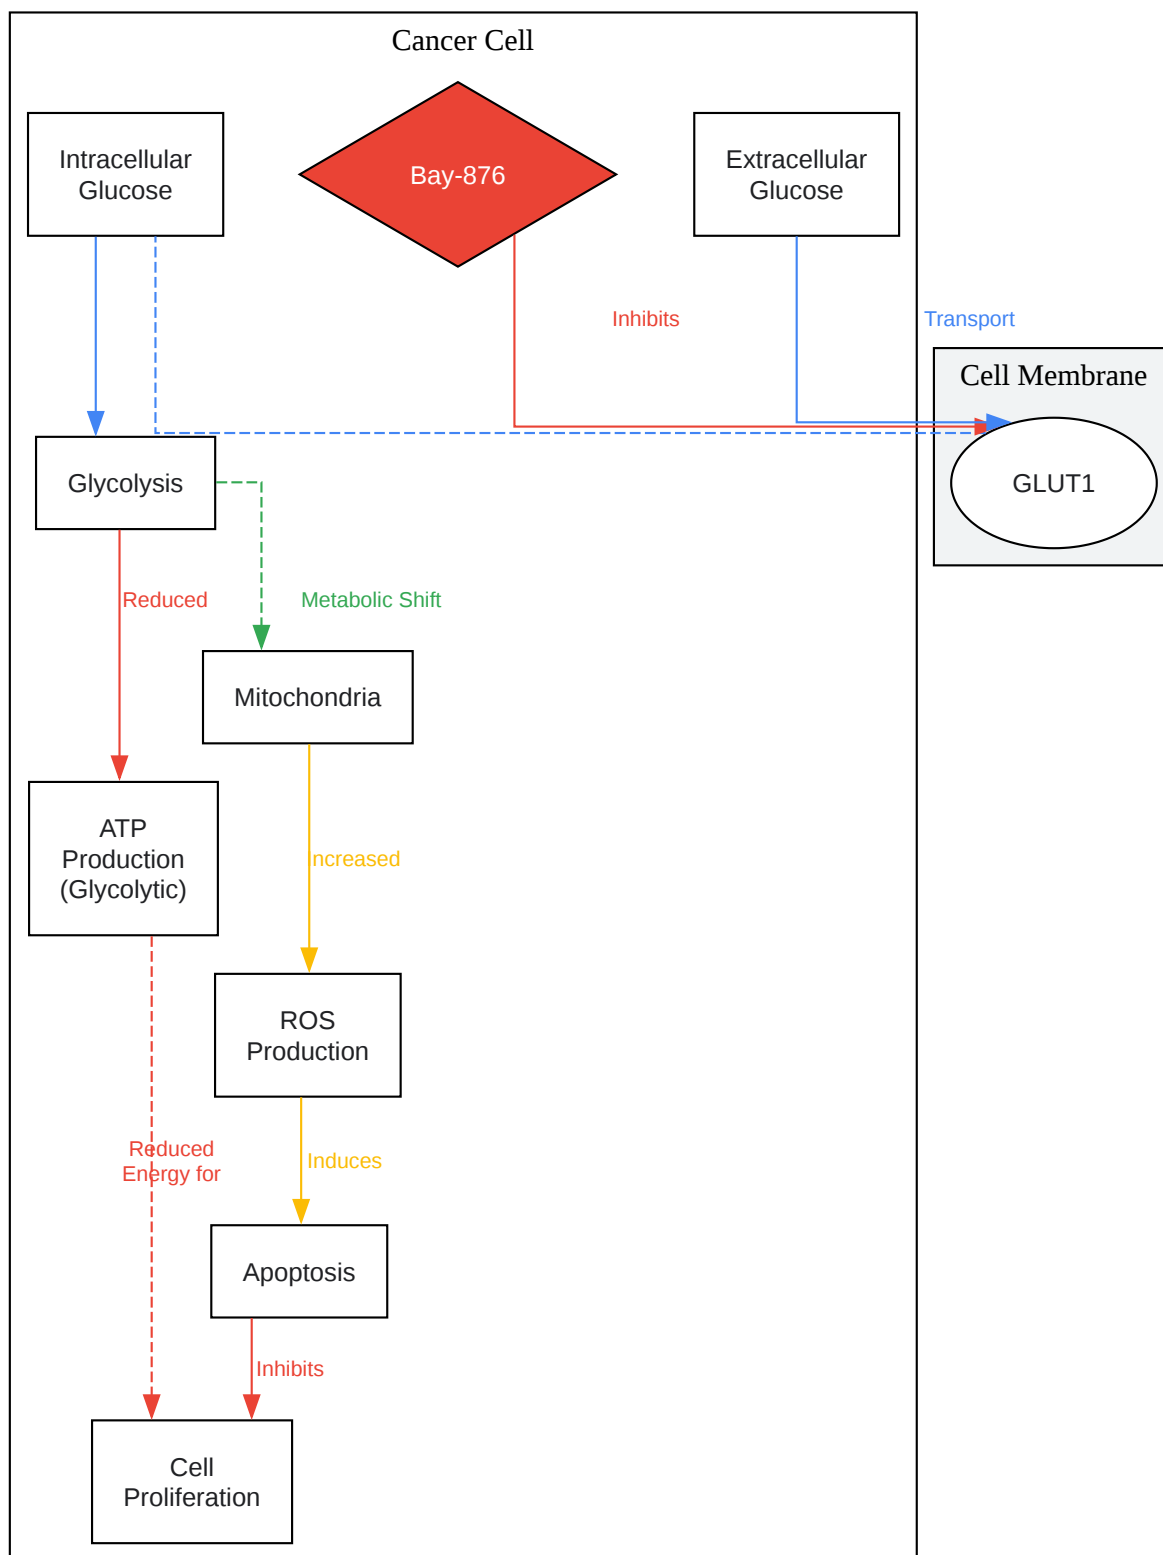 Cancer Cell
Intracellular
Glucose
Bay-876
Extracellular
Glucose
Inhibits
Transport
Cell Membrane
GLUT1
Glycolysis
Reduced
Metabolic Shift
Mitochondria
ATP
Production
(Glycolytic)
Increased
ROS
Production
Reduced
Energy for
Induces
Apoptosis
Inhibits
Cell
Proliferation